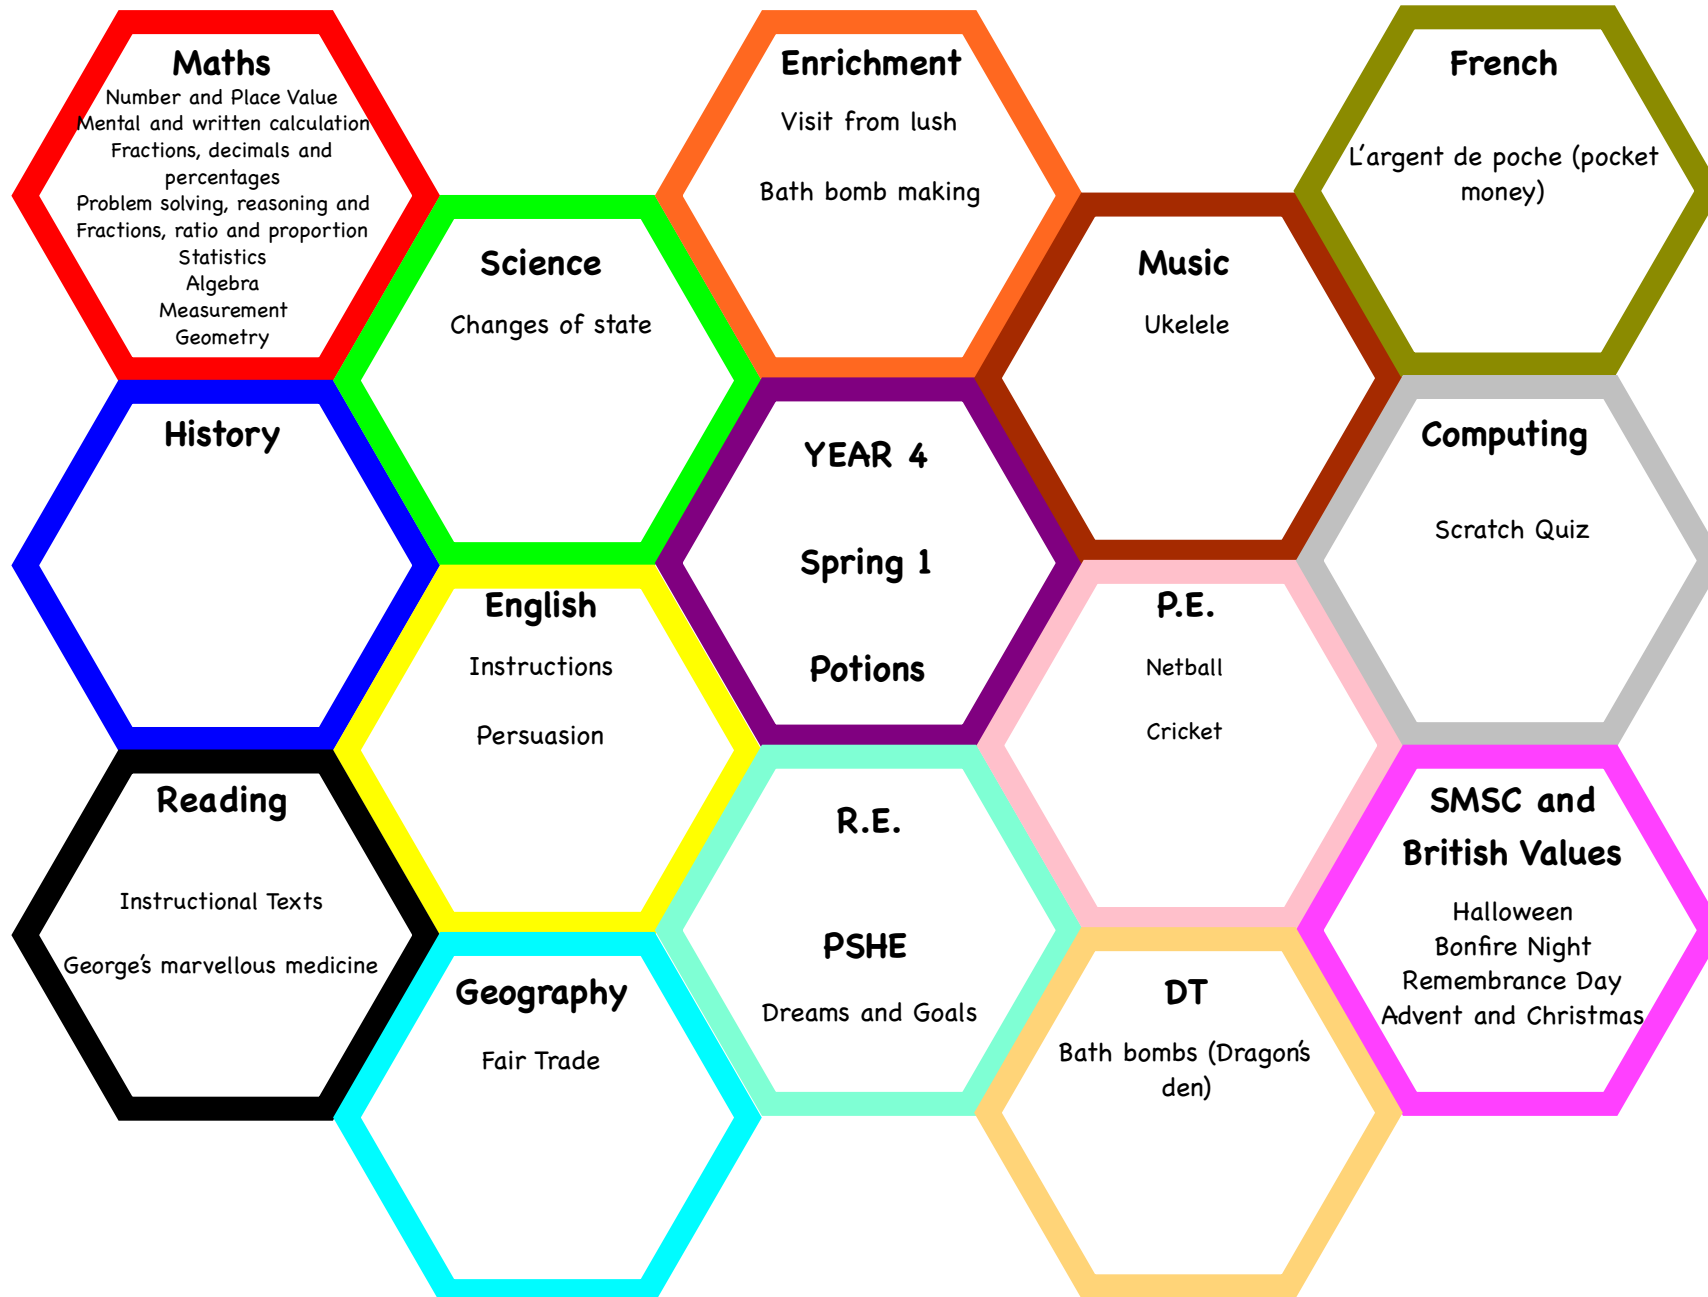 Maths
Number and Place Value
Mental and written calculation
Fractions, decimals and
percentages
Problem solving, reasoning and
Fractions, ratio and proportion
Statistics
Algebra
Measurement
Geometry
Enrichment
Visit from lush
Bath bomb making
French
L'argent de poche (pocket
money)
Science
Changes of state
Music
Ukelele
History
YEAR 4
Spring 1
Potions
Computing
Scratch Quiz
English
Instructions
Persuasion
P.E.
Netball
Cricket
Reading
Instructional Texts
George's marvellous medicine
R.E.
PSHE
Dreams and Goals
SMSC and
British Values
Halloween
Bonfire Night
Remembrance Day
Advent and Christmas
Geography
Fair Trade
DT
Bath bombs (Dragon's
den)